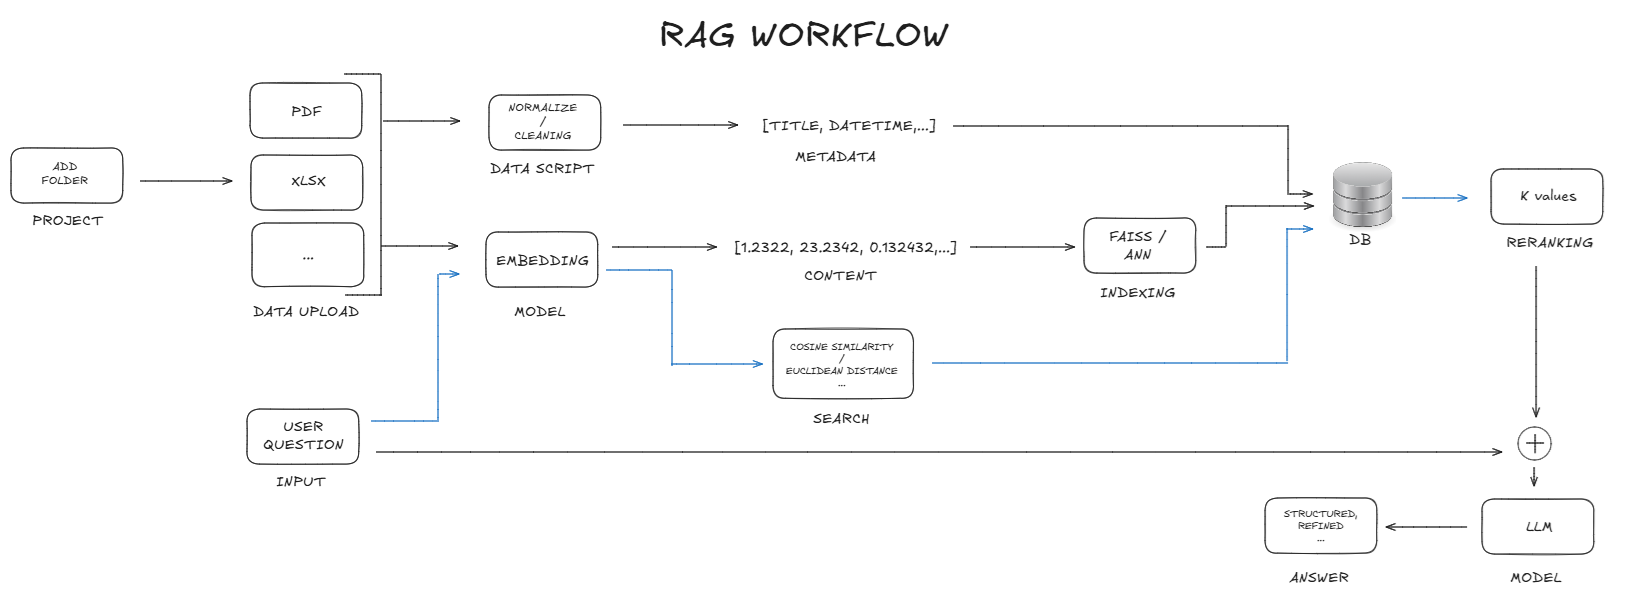 RAG WORKFLOW
PDF
XLSX
...
DATA UPLOAD
ADD
FOLDER
PROJECT
NORMALIZE
/
CLEANING
DATA SCRIPT
[TITLE, DATETIME,...]
METADATA
EMBEDDING
MODEL
[1.2322, 23.2342, 0.132432,...]
CONTENT
FAISS /
ANN
INDEXING
DB
K values
RERANKING
COSINE SIMILARITY
/
EUCLIDEAN DISTANCE
...
SEARCH
USER
QUESTION
INPUT
+
LLM
MODEL
STRUCTURED,
REFINED
...
ANSWER